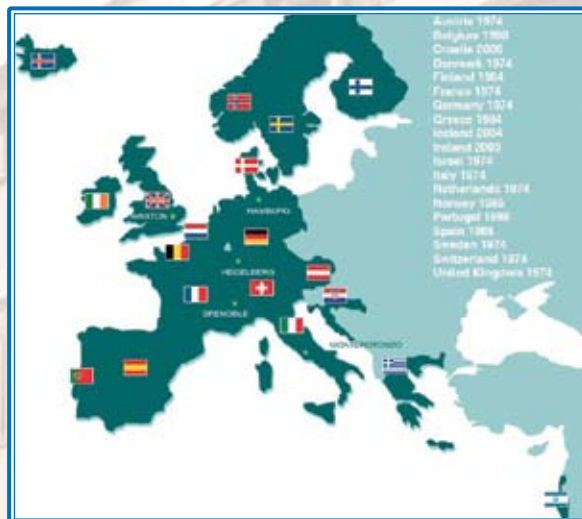 Austria 1974
Belgium 1990
Croatia 2006
Denmark 1974
Finland 1984
France 1974
Germany 1974
Greece 1984
Iceland 2004
Ireland 2003
Israel 1974
Italy 1974
Netherlands 1974
Norway 1985
Portugal 1998
Spain 1986
Sweden 1974
Switzerland 1974
United Kingdom 1974
HINXTON
HAMBURG
HEIDELBERG
GRENOBLE
MONTEROTONDO